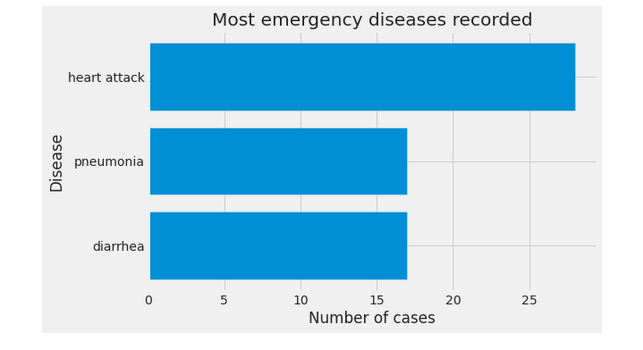 Most emergency diseases recorded
heart attack
pneumonia
diarrhea
Disease
0 5 10 15 20 25
Number of cases